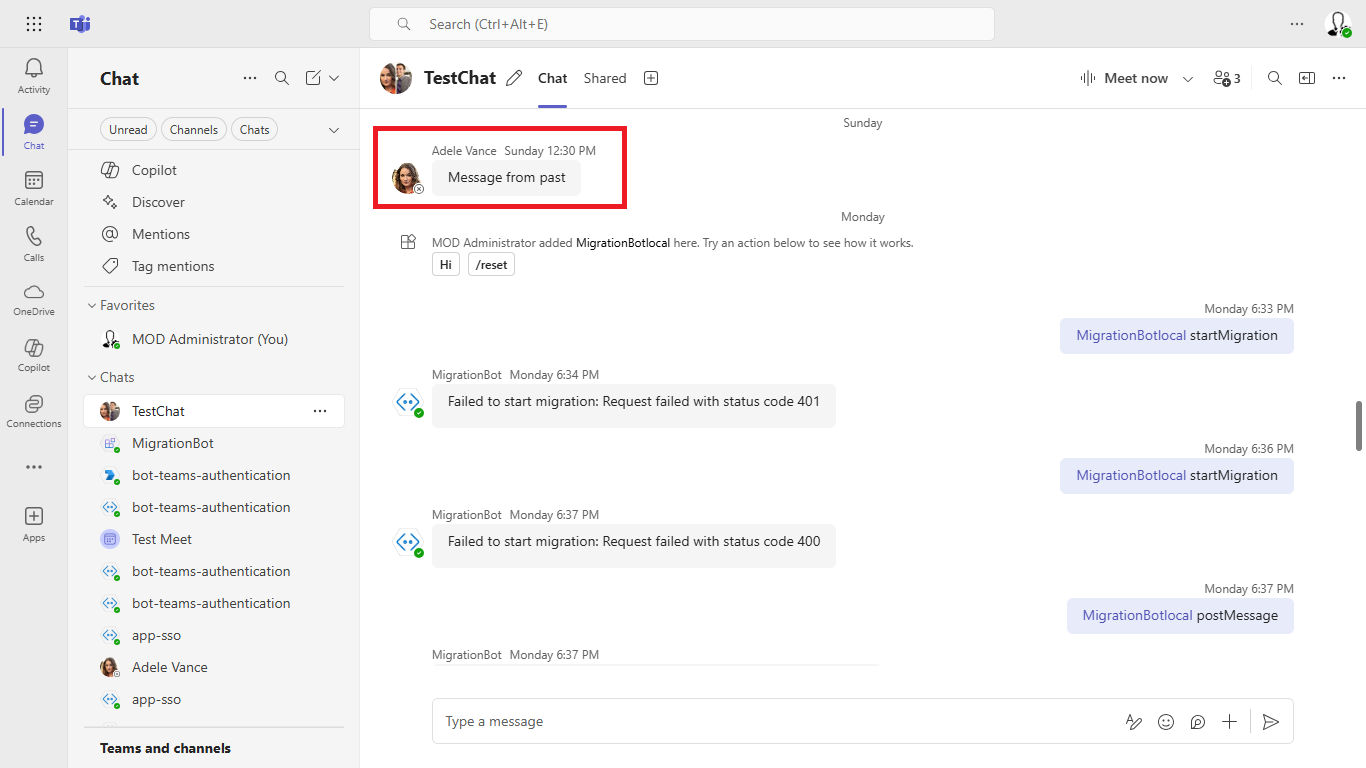 Search (Ctrl+Alt+E)
Activity
Chat
Calendar
Calls
OneDrive
Copilot
Connections
Apps
Chat
Unread
Channels
Chats
Copilot
Discover
Mentions
Tag mentions
Favorites
MOD Administrator (You)
Chats
TestChat
MigrationBot
bot-teams-authentication
bot-teams-authentication
Test Meet
bot-teams-authentication
bot-teams-authentication
app-sso
Adele Vance
app-sso
Teams and channels
TestChat
Chat
Shared
Meet now
3
Sunday
Adele Vance Sunday 12:30 PM
Message from past
Monday
MOD Administrator added MigrationBotlocal here. Try an action below to see how it works.
Hi
/reset
Monday 6:33 PM
MigrationBotlocal startMigration
MigrationBot Monday 6:34 PM
Failed to start migration: Request failed with status code 401
Monday 6:36 PM
MigrationBotlocal startMigration
MigrationBot Monday 6:37 PM
Failed to start migration: Request failed with status code 400
Monday 6:37 PM
MigrationBotlocal postMessage
MigrationBot Monday 6:37 PM
Type a message